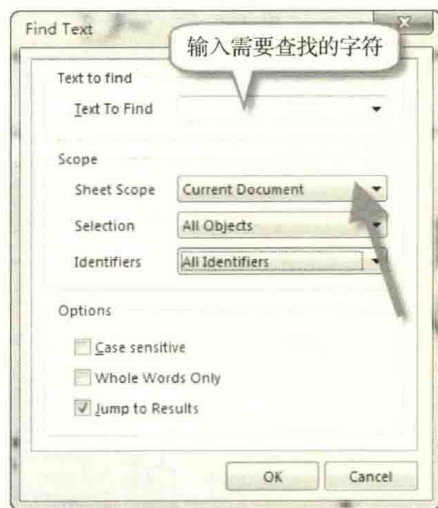 Find Text
输入需要查找的字符
Text to find
Text To Find
Scope
Sheet Scope Current Document
Selection All Objects
Identifiers All Identifiers
Options
Case sensitive
Whole Words Only
Jump to Results
OK Cancel